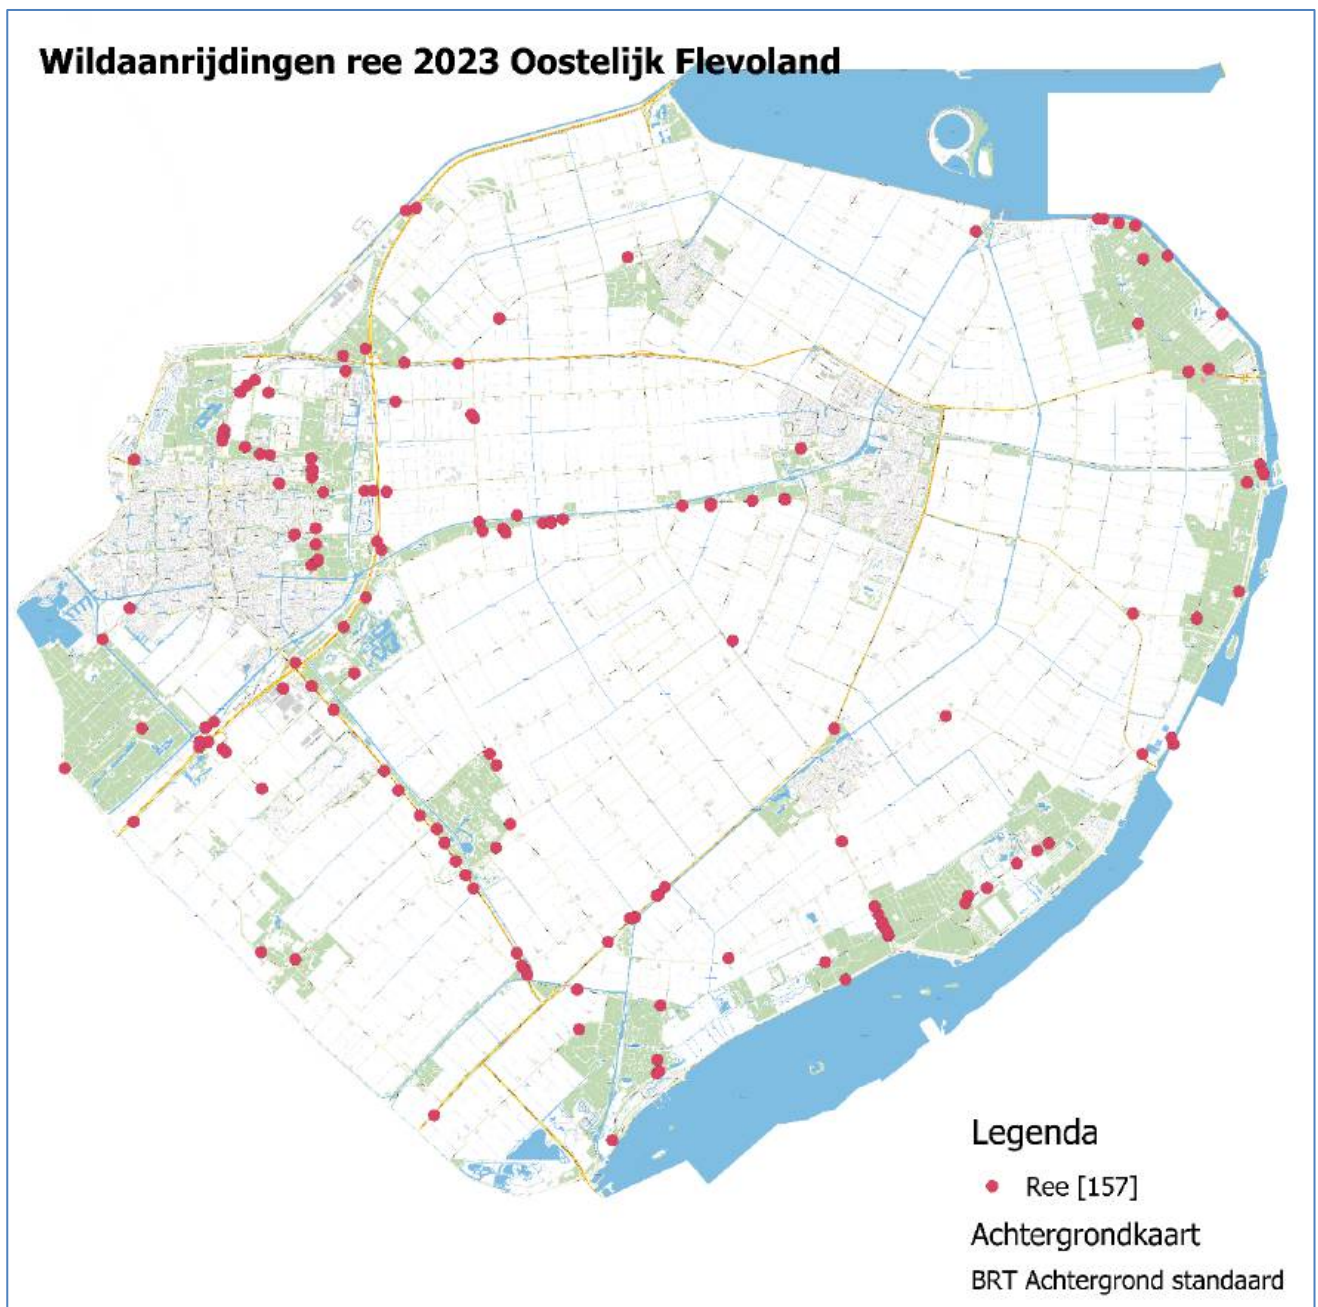 Wildaanrijdingen ree 2023 Oostelijk Flevoland
Legenda
Ree [157]
Achtergrondkaart
BRT Achtergrond standaard